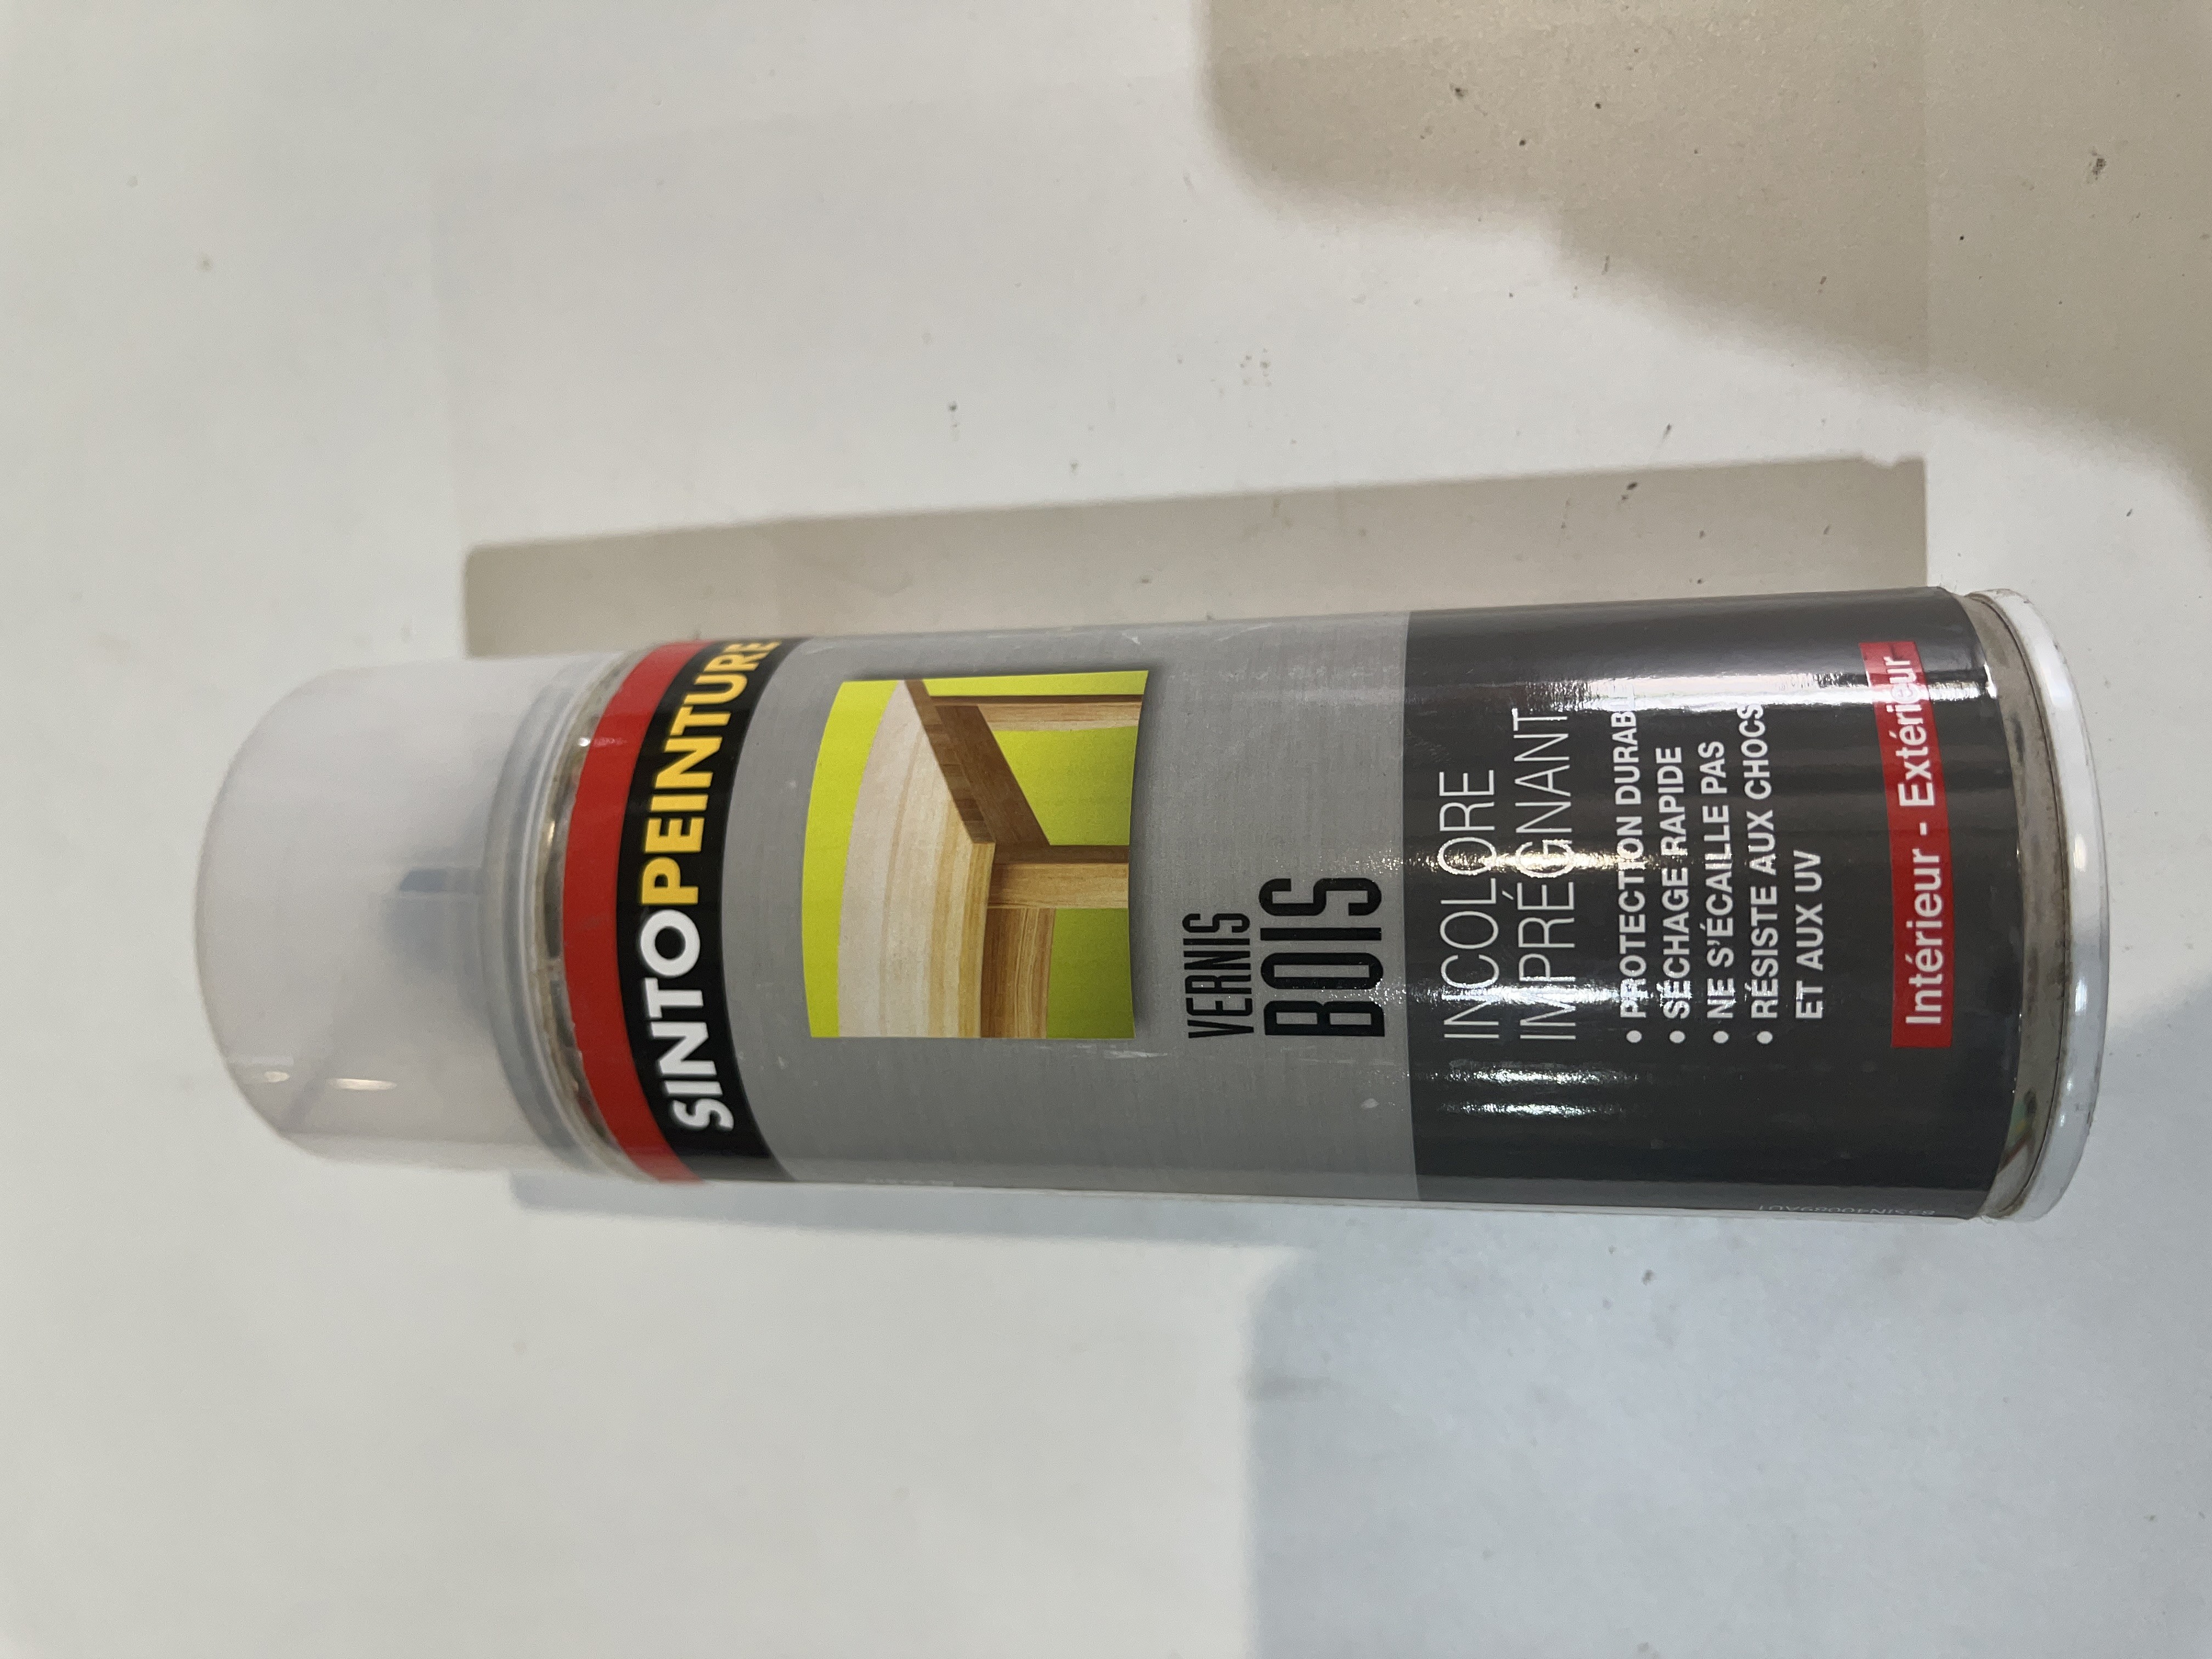 SINTOPEINTURE
VERNIS
BOIS
INCOLORE
IMPRÉGNANT
• PROTECTION DURABLE
• SÉCHAGE RAPIDE
• NE S'ÉCAILLE PAS
• RÉSISTE AUX CHOCS
ET AUX UV
Intérieur - Extérieur